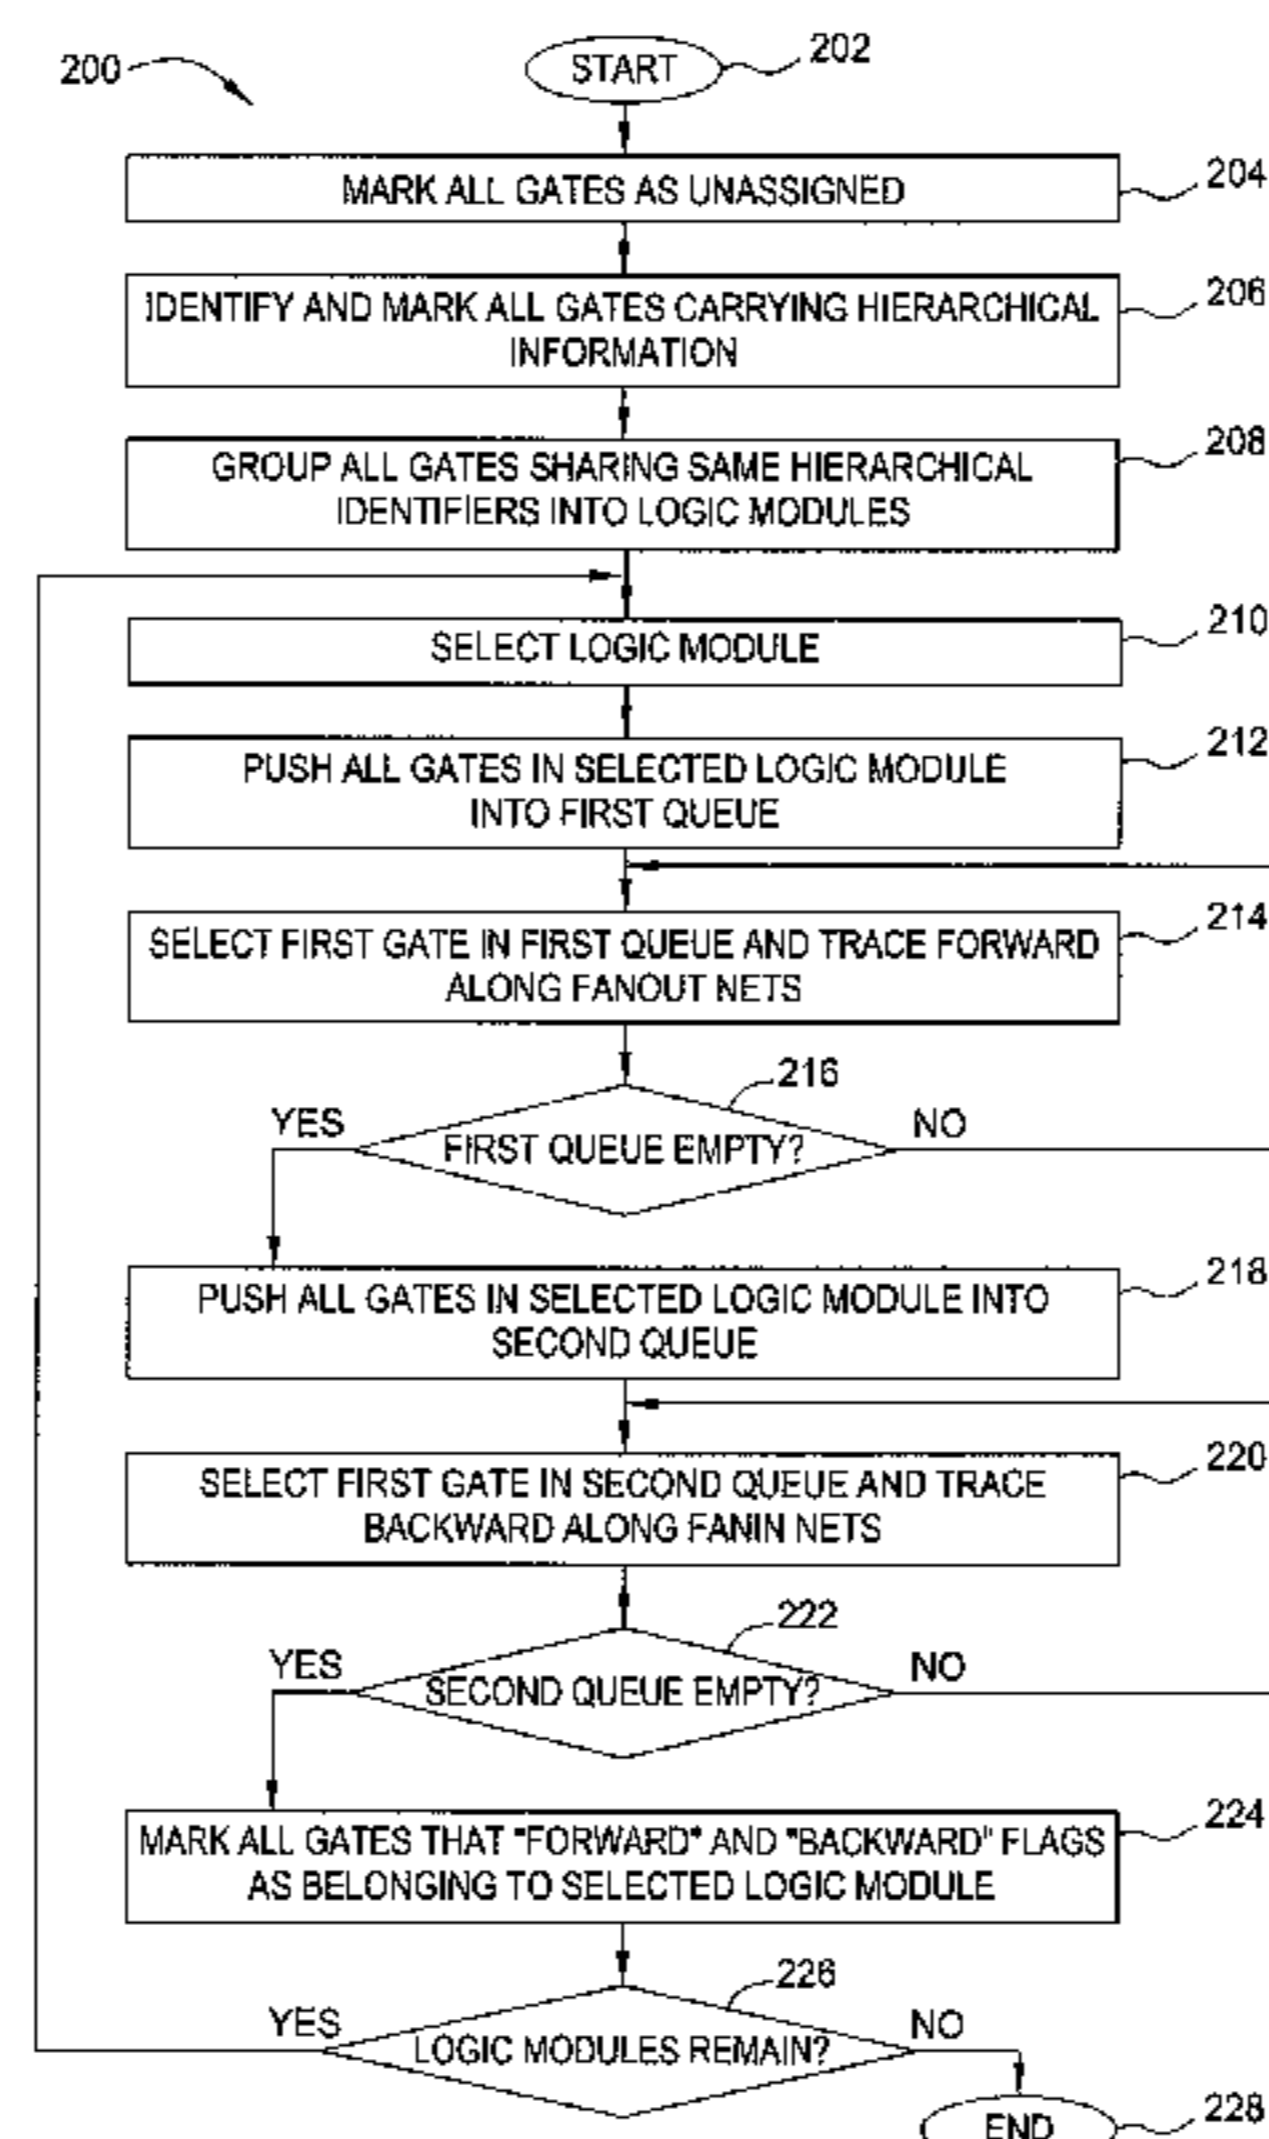 200
START
202
MARK ALL GATES AS UNASSIGNED
204
IDENTIFY AND MARK ALL GATES CARRYING HIERARCHICAL
INFORMATION
206
GROUP ALL GATES SHARING SAME HIERARCHICAL
IDENTIFIERS INTO LOGIC MODULES
208
SELECT LOGIC MODULE
210
PUSH ALL GATES IN SELECTED LOGIC MODULE
INTO FIRST QUEUE
212
SELECT FIRST GATE IN FIRST QUEUE AND TRACE FORWARD
ALONG FANOUT NETS
214
216
YES
FIRST QUEUE EMPTY?
NO
PUSH ALL GATES IN SELECTED LOGIC MODULE INTO
SECOND QUEUE
218
SELECT FIRST GATE IN SECOND QUEUE AND TRACE
BACKWARD ALONG FANIN NETS
220
222
YES
SECOND QUEUE EMPTY?
NO
MARK ALL GATES THAT "FORWARD" AND "BACKWARD" FLAGS
AS BELONGING TO SELECTED LOGIC MODULE
224
226
YES
LOGIC MODULES REMAIN?
NO
END
228